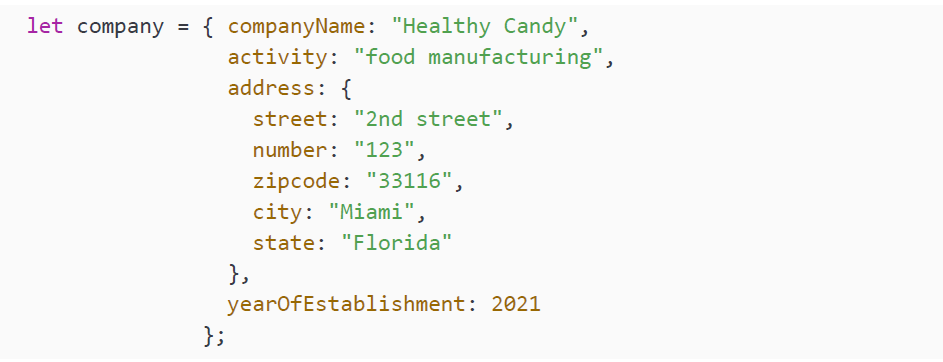 let company = { companyName: "Healthy Candy",
activity: "food manufacturing",
address: {
street: "2nd street",
number: "123",
zipcode: "33116",
city: "Miami",
state: "Florida"
},
yearOfEstablishment: 2021
};